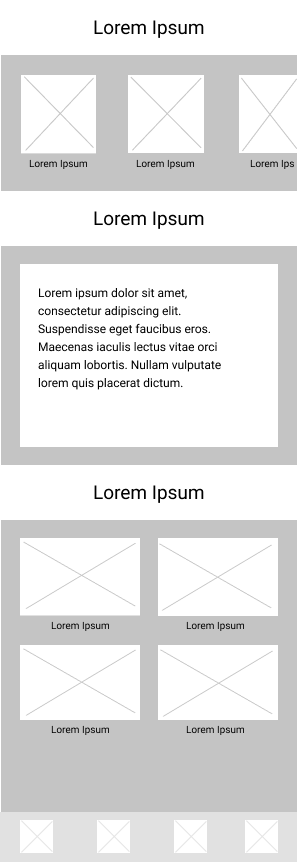 Lorem Ipsum
Lorem Ipsum
Lorem Ipsum
Lorem Ips
Lorem Ipsum
Lorem ipsum dolor sit amet,
consectetur adipiscing elit.
Suspendisse eget faucibus eros.
Maecenas iaculis lectus vitae orci
aliquam lobortis. Nullam vulputate
lorem quis placerat dictum.
Lorem Ipsum
Lorem Ipsum
Lorem Ipsum
Lorem Ipsum
Lorem Ipsum